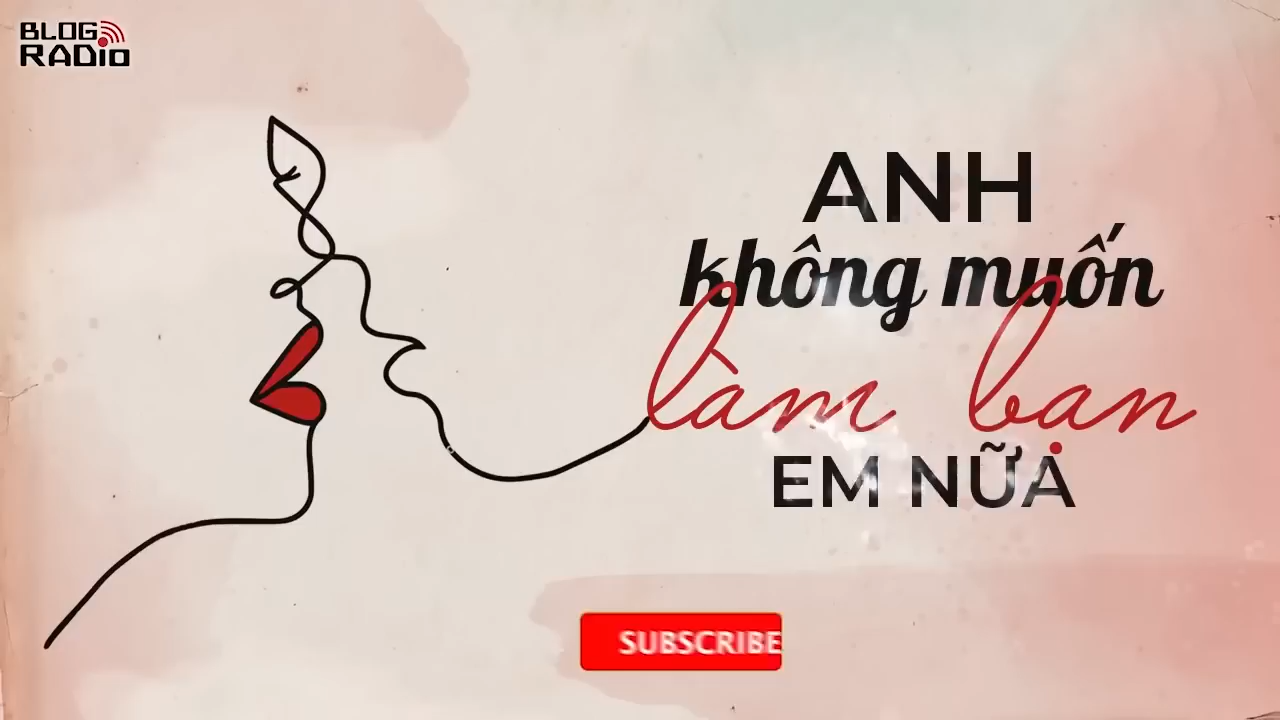 BLOG
RADIO
ANH
không muốn
làm bạn
EM NỮA
SUBSCRIBE